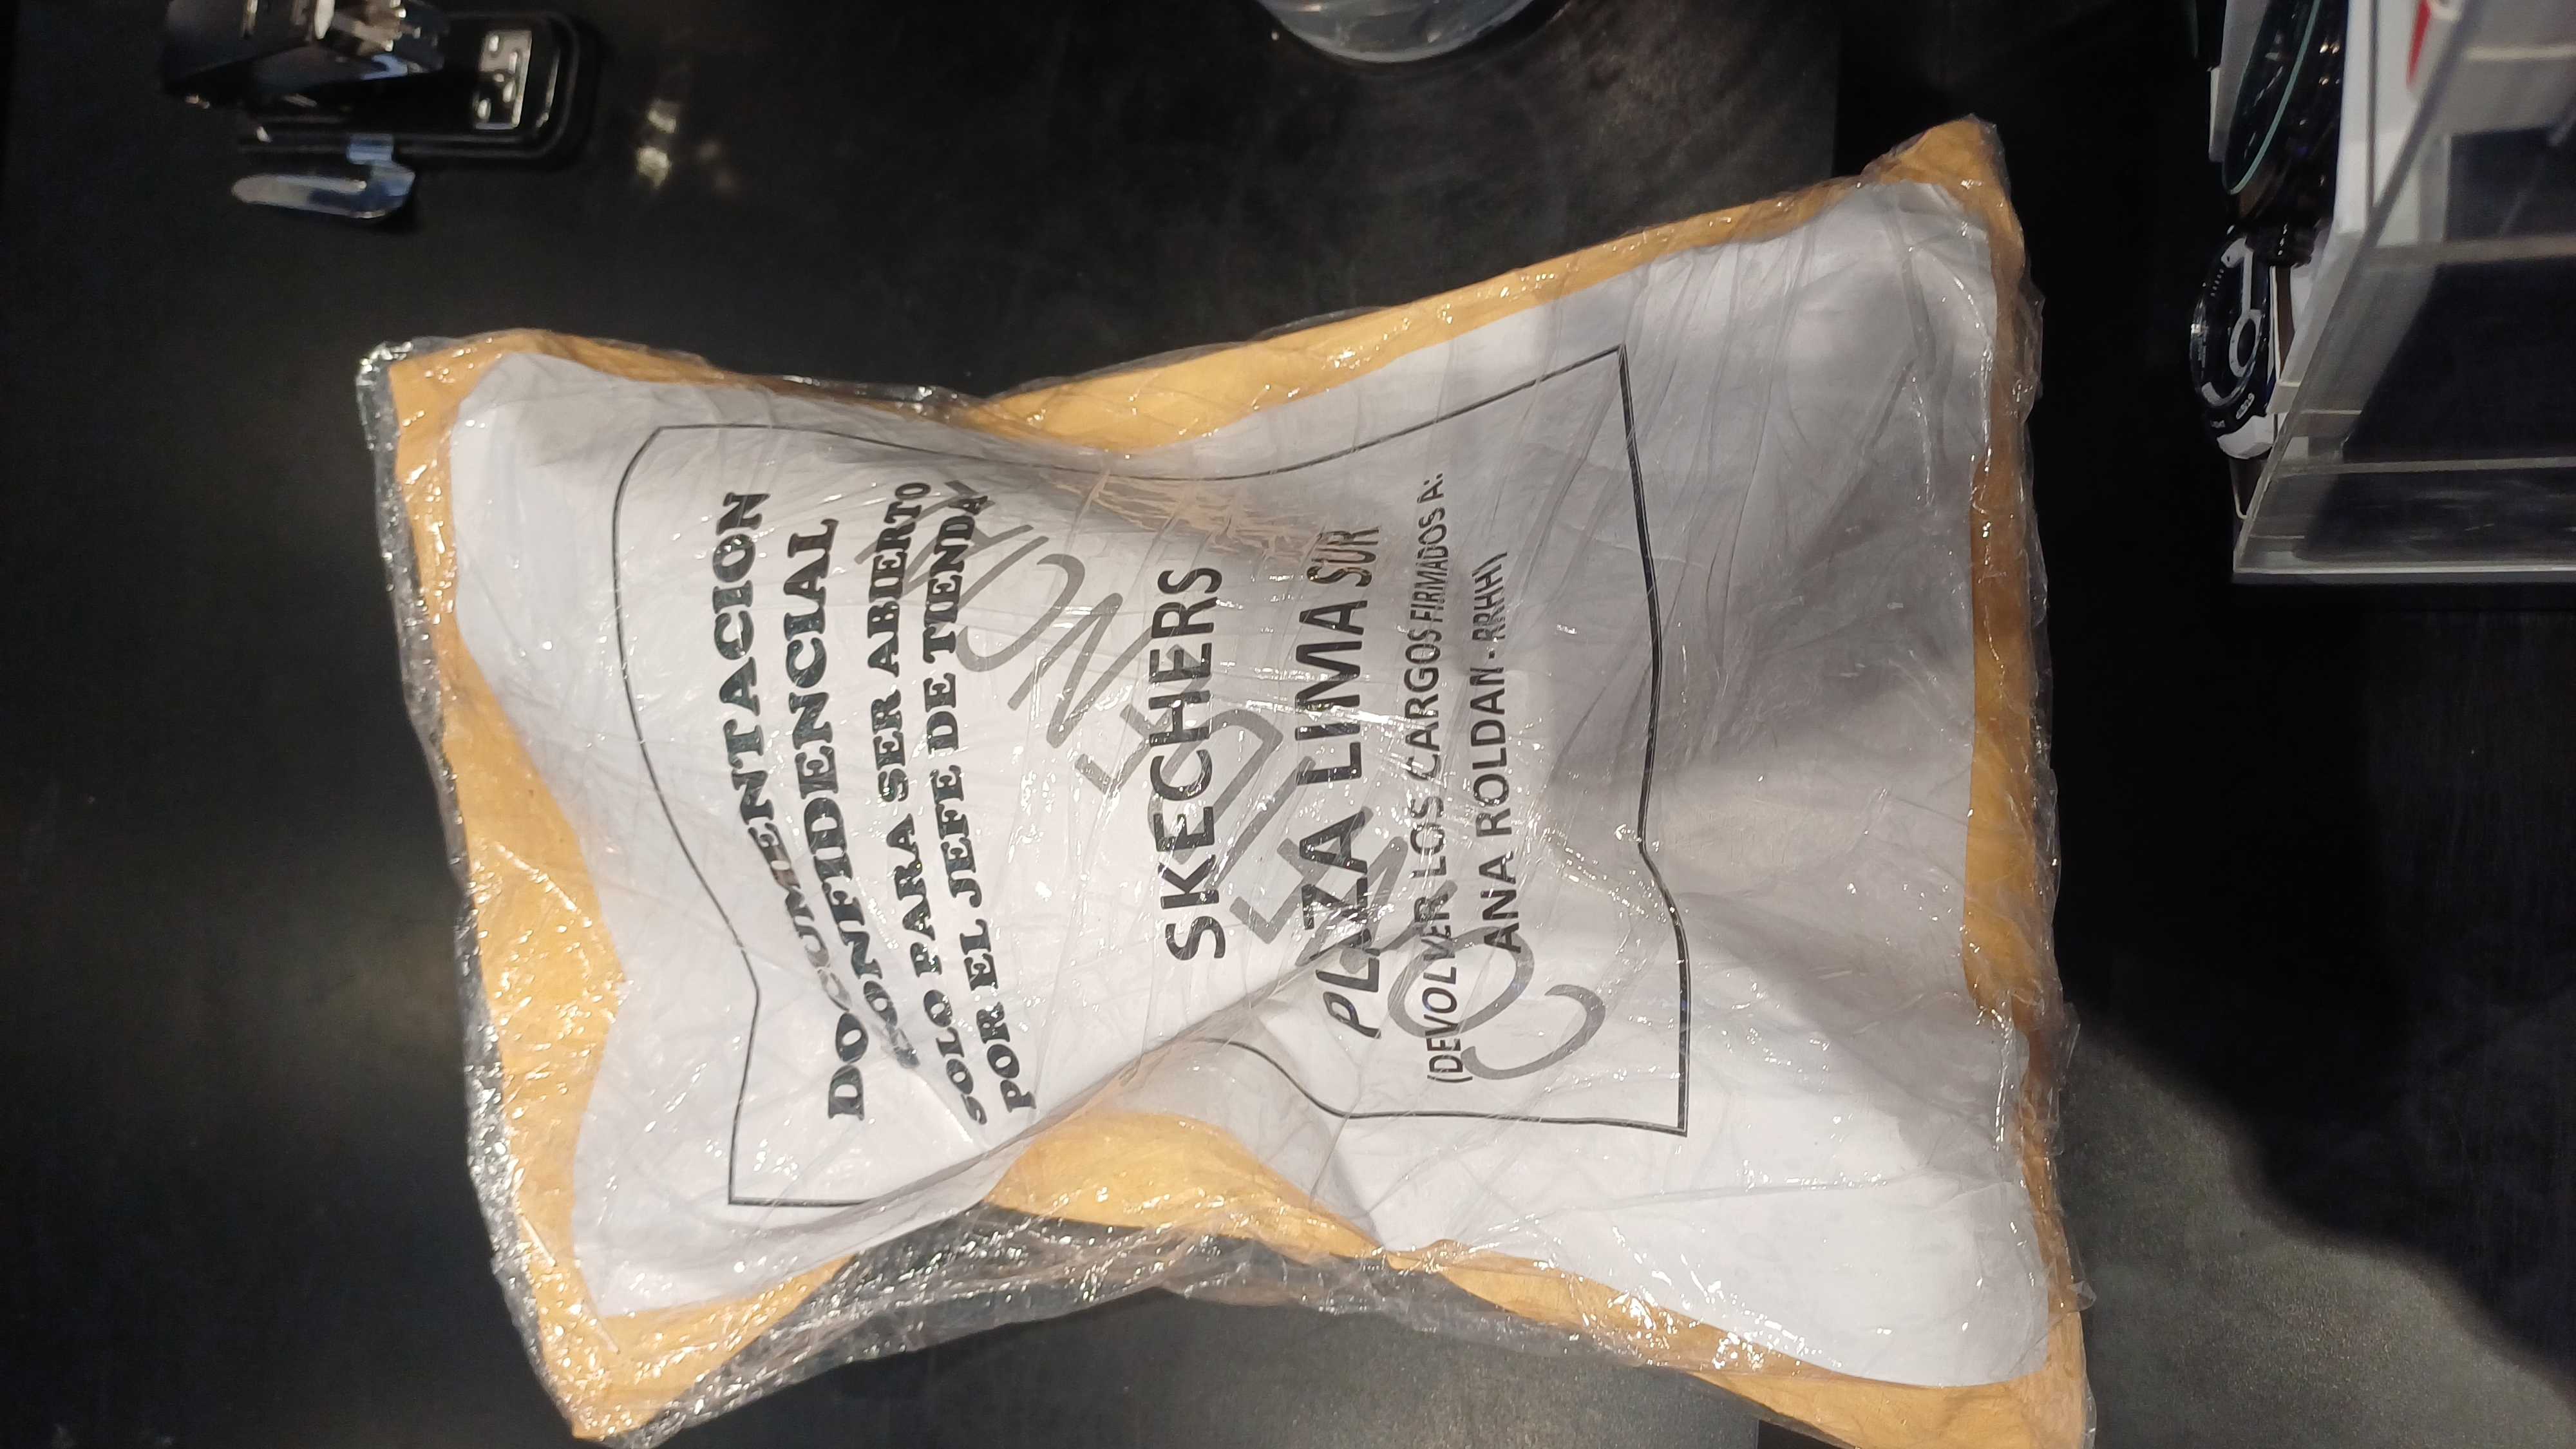 DOCUMENTACION
CONFIDENCIAL
SOLO PARA SER ABIERTO
POR EL JEFE DE TIENDA
SKECHERS
PLAZA LIMA SUR
(DEVOLVER LOS CARGOS FIRMADOS A:
ANA ROLDAN - RRHH)